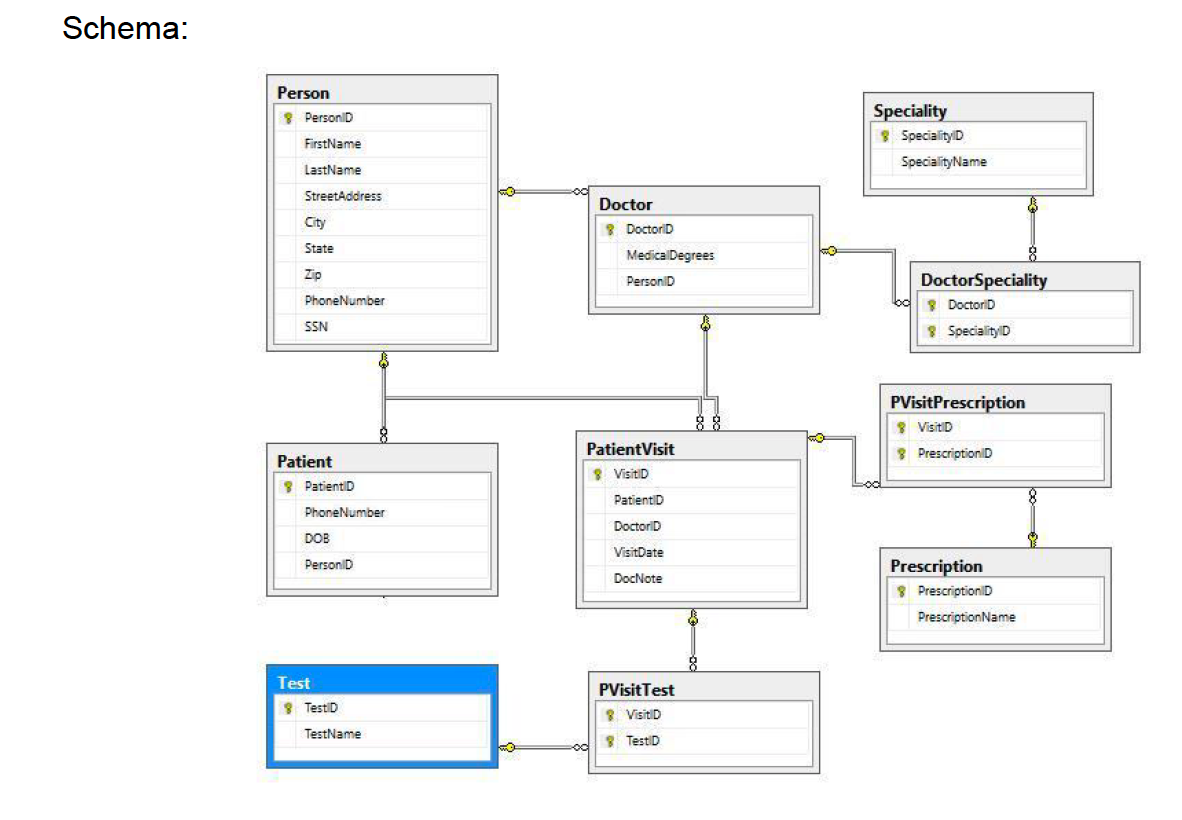 Schema:
Person
PersonID
FirstName
LastName
StreetAddress
City
State
Zip
PhoneNumber
SSN
Speciality
SpecialityID
SpecialityName
Doctor
DoctorID
MedicalDegrees
PersonID
DoctorSpeciality
DoctorID
SpecialityID
PVisitPrescription
VisitID
PrescriptionID
Patient
PatientID
PhoneNumber
DOB
PersonID
PatientVisit
VisitID
PatientID
DoctorID
VisitDate
DocNote
Prescription
PrescriptionID
PrescriptionName
Test
TestID
TestName
PVisitTest
VisitID
TestID